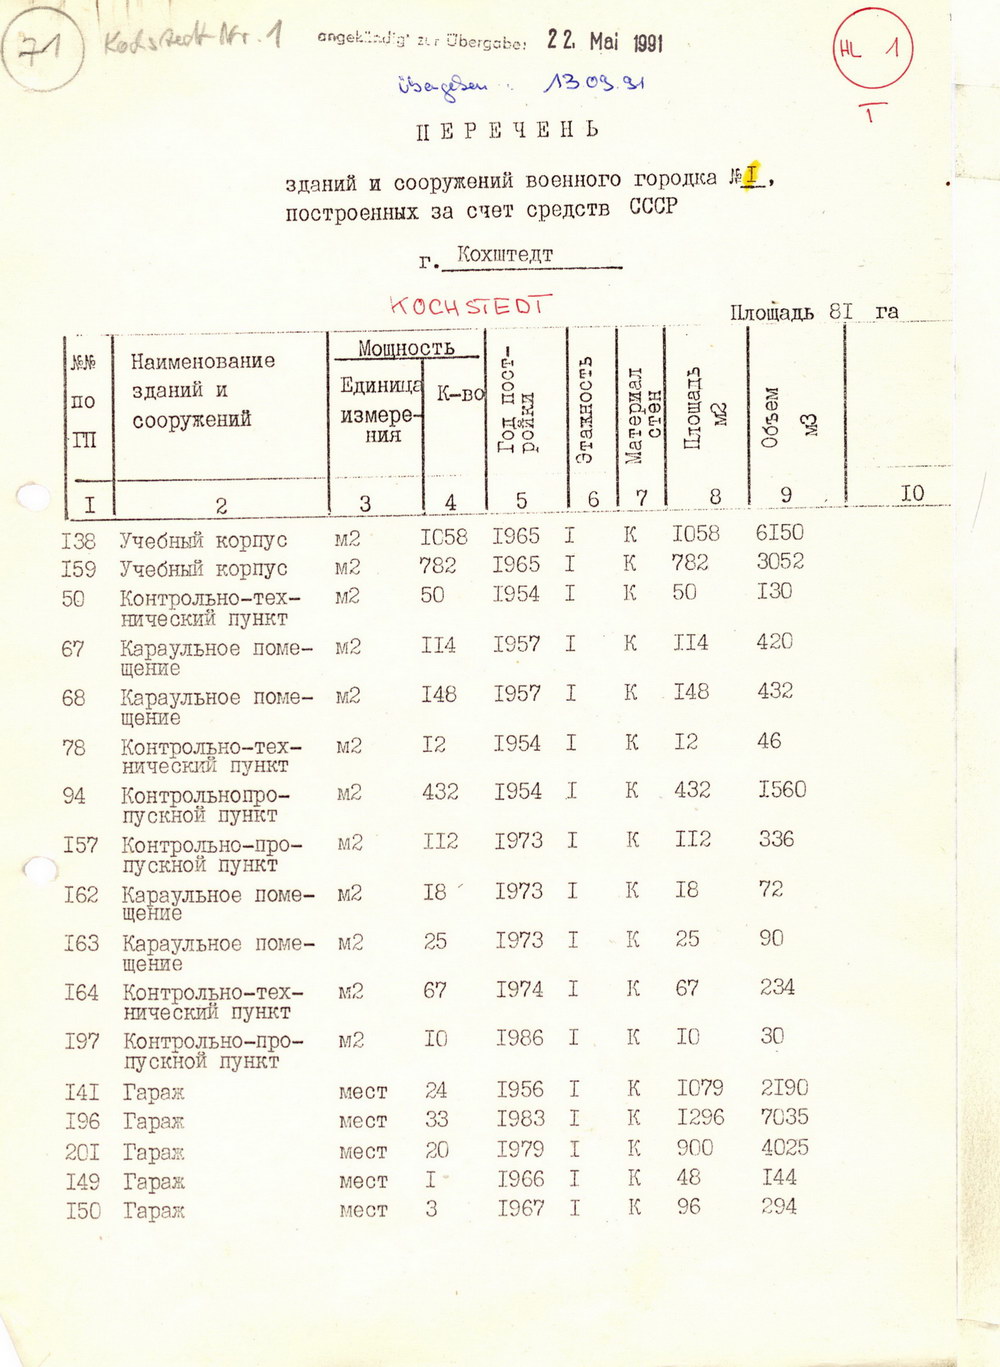 71 Kochstedt Nr. 1 angekündigt zur Übergabe: 22. Mai 1991 HL 1
übergeben: 13.09.91 I
ПЕРЕЧЕНЬ
зданий и сооружений военного городка №I,
построенных за счет средств СССР
г. Кохштедт
KOCHSTEDT Площадь 8I га
№№ по ГП Наименование зданий и сооружений Мощность Единица измерения К-во Год постройки Этажность Материал стен Площадь м2 Объем м3
I 2 3 4 5 6 7 8 9 I0
I38 Учебный корпус м2 I058 I965 I К I058 6I50
I59 Учебный корпус м2 782 I965 I К 782 3052
50 Контрольно-тех- м2 50 I954 I К 50 I30
нический пункт
67 Караульное поме- м2 II4 I957 I К II4 420
щение
68 Караульное поме- м2 I48 I957 I К I48 432
щение
78 Контрольно-тех- м2 I2 I954 I К I2 46
нический пункт
94 Контрольнопро- м2 432 I954 I К 432 I560
пускной пункт
I57 Контрольно-про- м2 II2 I973 I К II2 336
пускной пункт
I62 Караульное поме- м2 I8 I973 I К I8 72
щение
I63 Караульное поме- м2 25 I973 I К 25 90
щение
I64 Контрольно-тех- м2 67 I974 I К 67 234
нический пункт
I97 Контрольно-про- м2 I0 I986 I К I0 30
пускной пункт
I4I Гараж мест 24 I956 I К I079 2I90
I96 Гараж мест 33 I983 I К I296 7035
20I Гараж мест 20 I979 I К 900 4025
I49 Гараж мест I I966 I К 48 I44
I50 Гараж мест 3 I967 I К 96 294